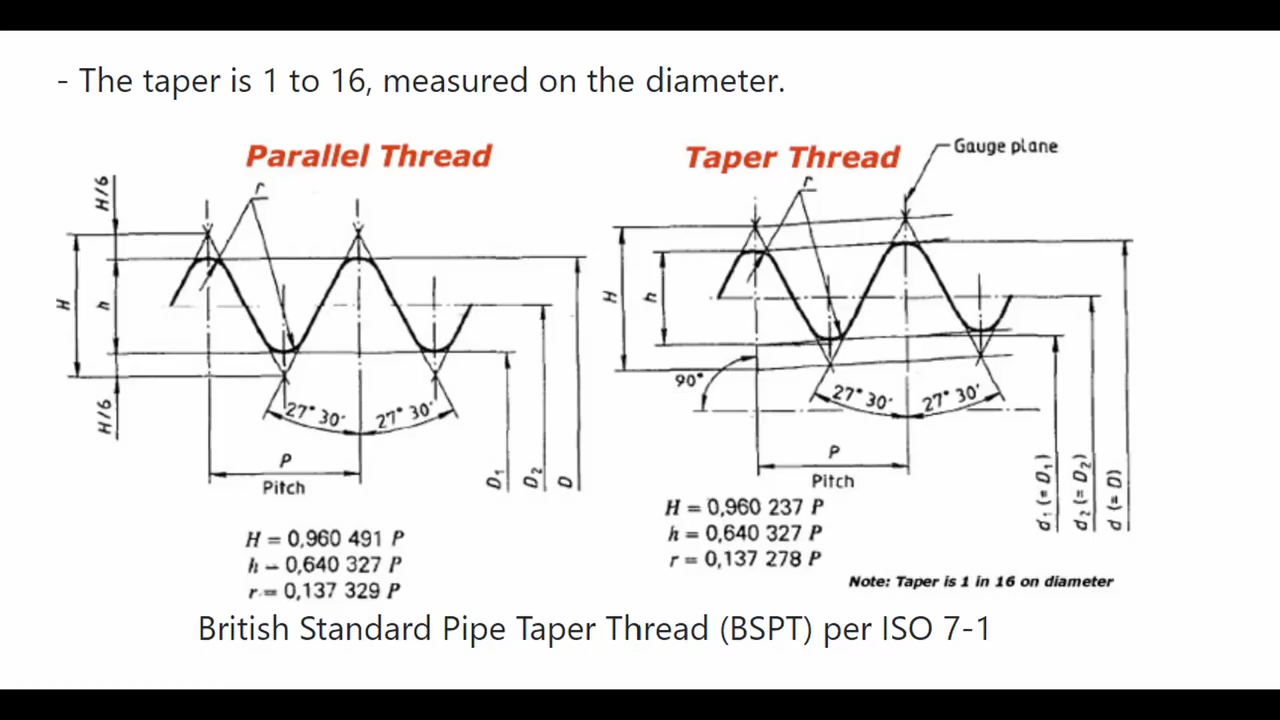 - The taper is 1 to 16, measured on the diameter.
Parallel Thread
H/6
r
H
h
H/6
27° 30'
27° 30'
P
Pitch
D₁
D₂
D
H = 0,960 491 P
h = 0,640 327 P
r = 0,137 329 P
Taper Thread
Gauge plane
r
H
h
90°
27° 30'
27° 30'
P
Pitch
d₁ (= D₁)
d₂ (= D₂)
d (= D)
H = 0,960 237 P
h = 0,640 327 P
r = 0,137 278 P
Note: Taper is 1 in 16 on diameter
British Standard Pipe Taper Thread (BSPT) per ISO 7-1